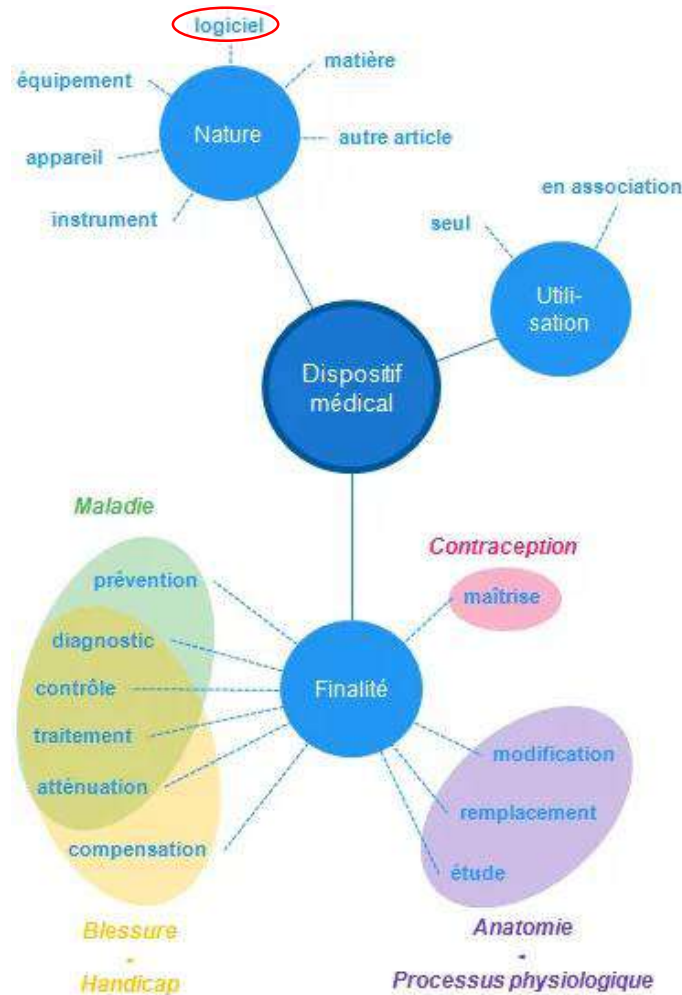 logiciel
matière
équipement
Nature
autre article
appareil
instrument
en association
seul
Utili-
sation
Dispositif
médical
Maladie
Contraception
prévention
maîtrise
diagnostic
contrôle
Finalité
traitement
modification
atténuation
remplacement
compensation
étude
Blessure
-
Handicap
Anatomie
-
Processus physiologique